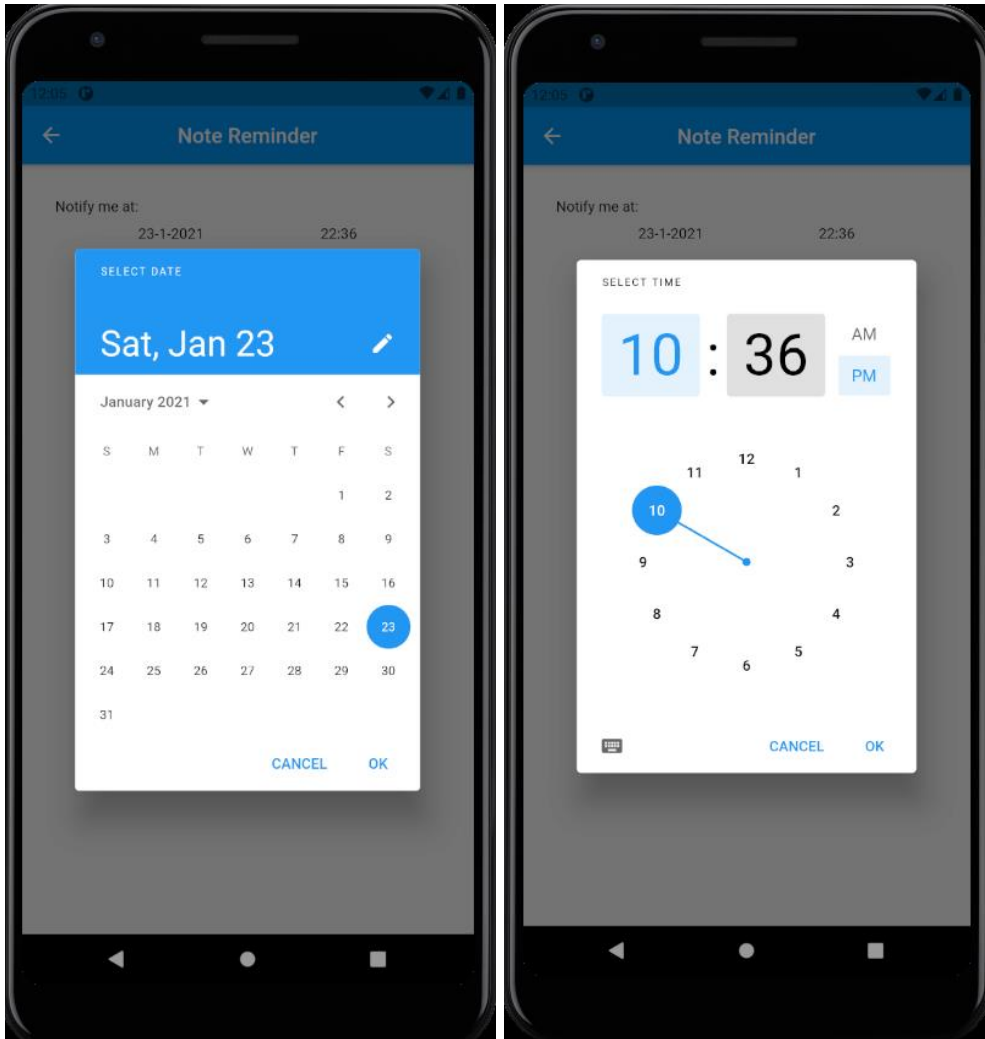 12:05
Note Reminder
Notify me at:
23-1-2021 22:36
SELECT DATE
Sat, Jan 23
January 2021
S M T W T F S
1 2
3 4 5 6 7 8 9
10 11 12 13 14 15 16
17 18 19 20 21 22 23
24 25 26 27 28 29 30
31
CANCEL OK
12:05
Note Reminder
Notify me at:
23-1-2021 22:36
SELECT TIME
10 : 36
AM
PM
12
11 1
10 2
9 3
8 4
7 5
6
CANCEL OK